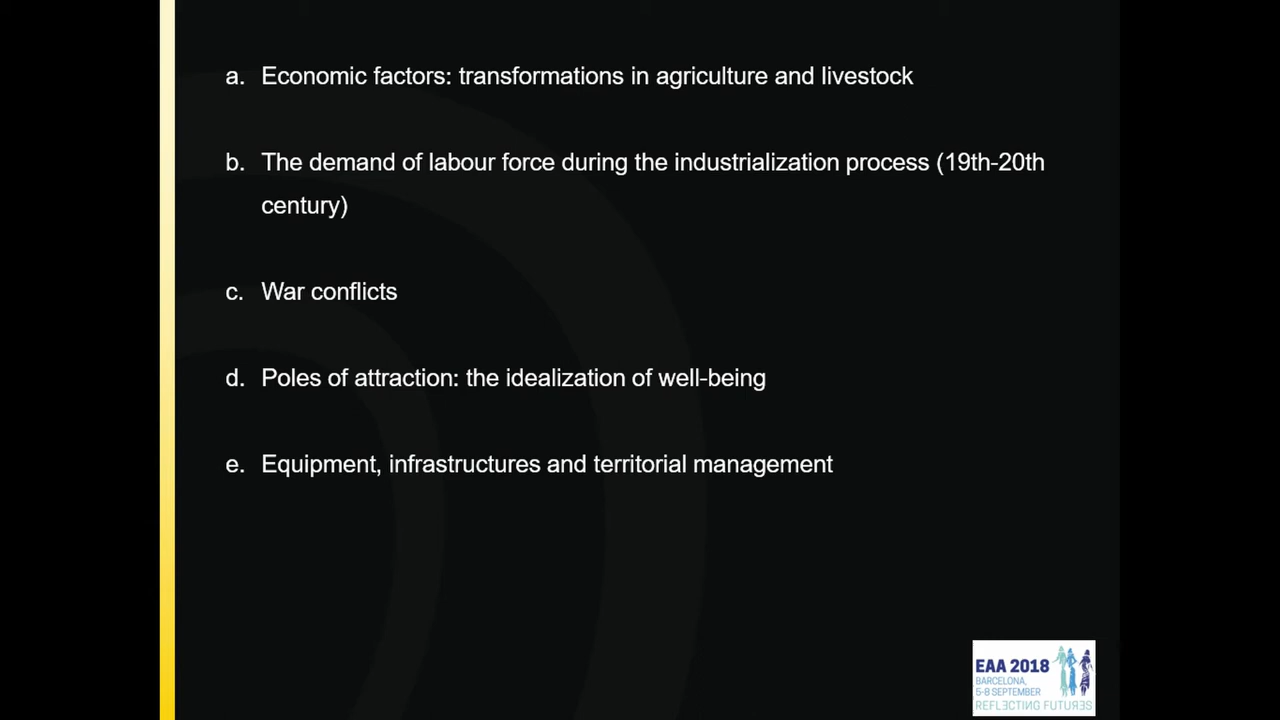 a. Economic factors: transformations in agriculture and livestock
b. The demand of labour force during the industrialization process (19th-20th
century)
c. War conflicts
d. Poles of attraction: the idealization of well-being
e. Equipment, infrastructures and territorial management
EAA 2018
BARCELONA,
5-8 SEPTEMBER
REFLECTING FUTURES